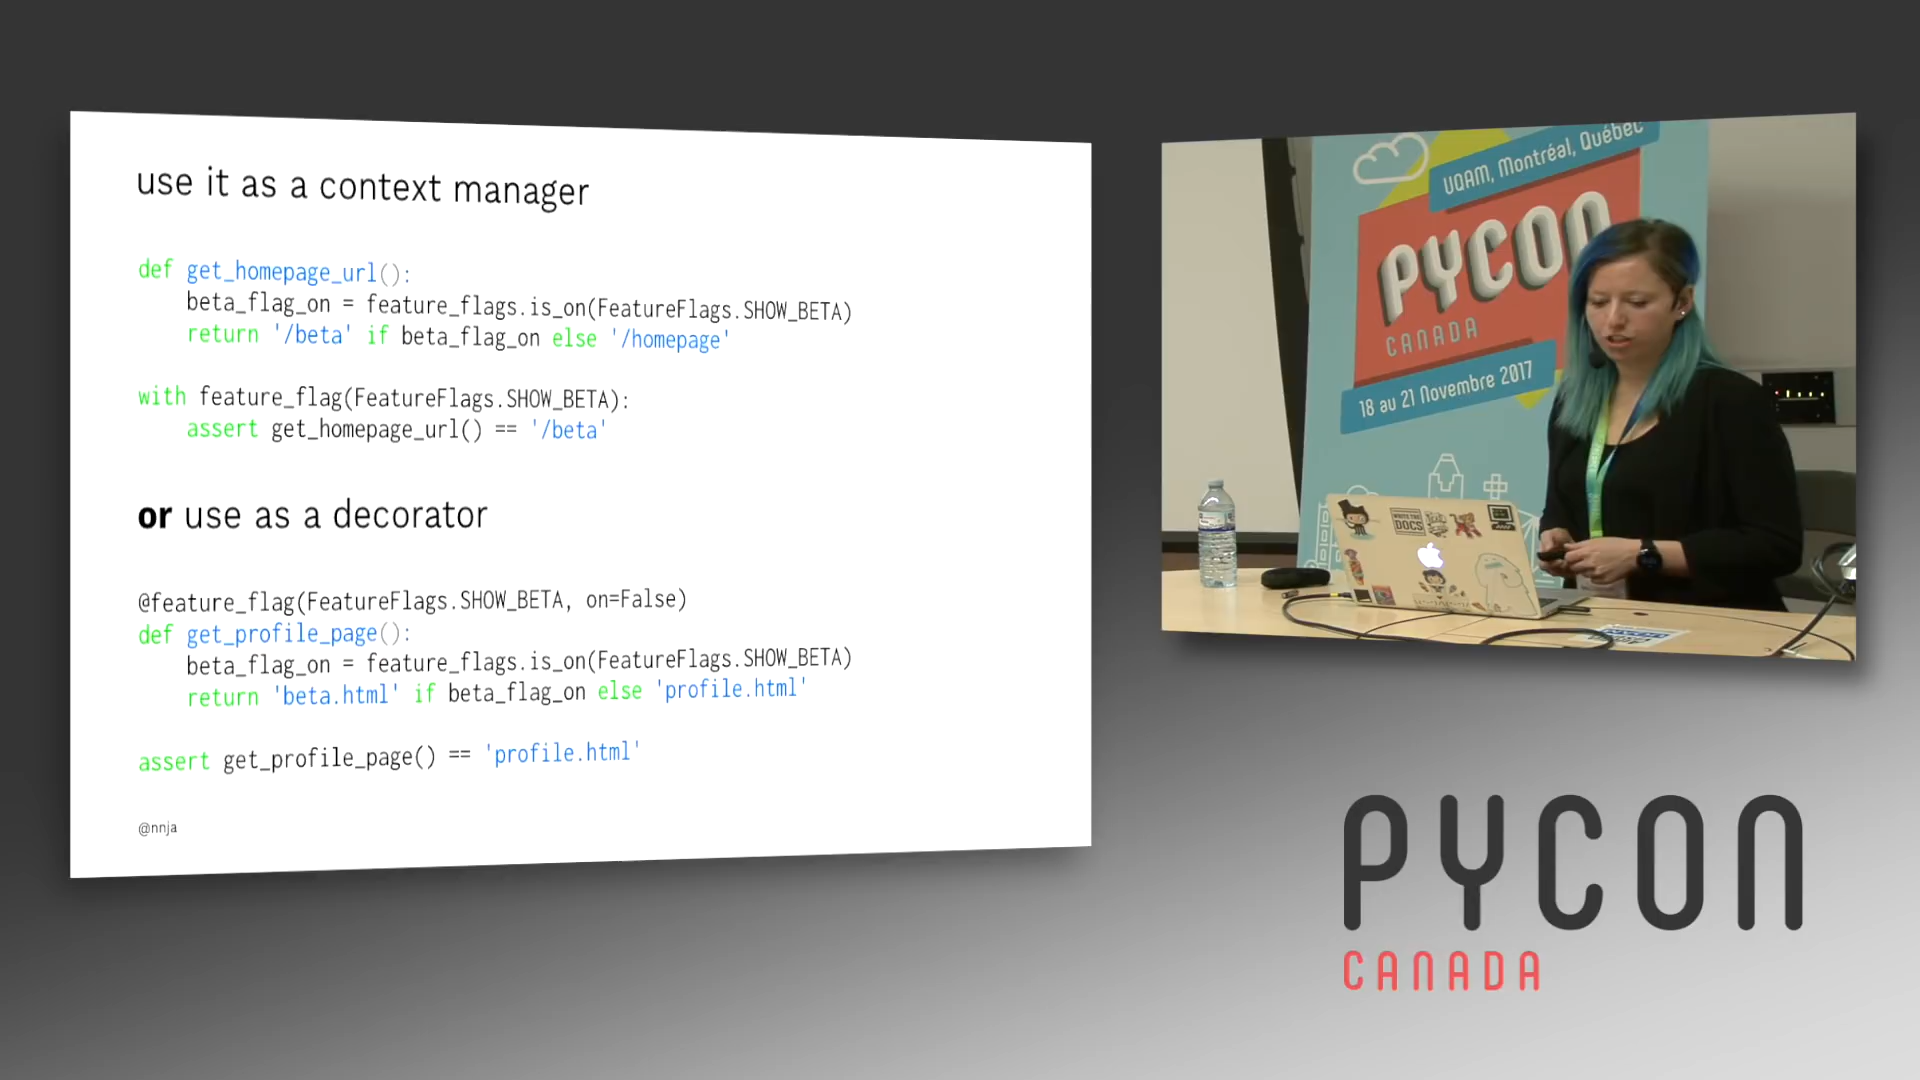 use it as a context manager
def get_homepage_url():
    beta_flag_on = feature_flags.is_on(FeatureFlags.SHOW_BETA)
    return '/beta' if beta_flag_on else '/homepage'
with feature_flag(FeatureFlags.SHOW_BETA):
    assert get_homepage_url() == '/beta'
or use as a decorator
@feature_flag(FeatureFlags.SHOW_BETA, on=False)
def get_profile_page():
    beta_flag_on = feature_flags.is_on(FeatureFlags.SHOW_BETA)
    return 'beta.html' if beta_flag_on else 'profile.html'
assert get_profile_page() == 'profile.html'
@nnja
UQAM, Montréal, Québec
PYCON
CANADA
18 au 21 Novembre 2017
WRITE THE
DOCS
PYCON
CANADA